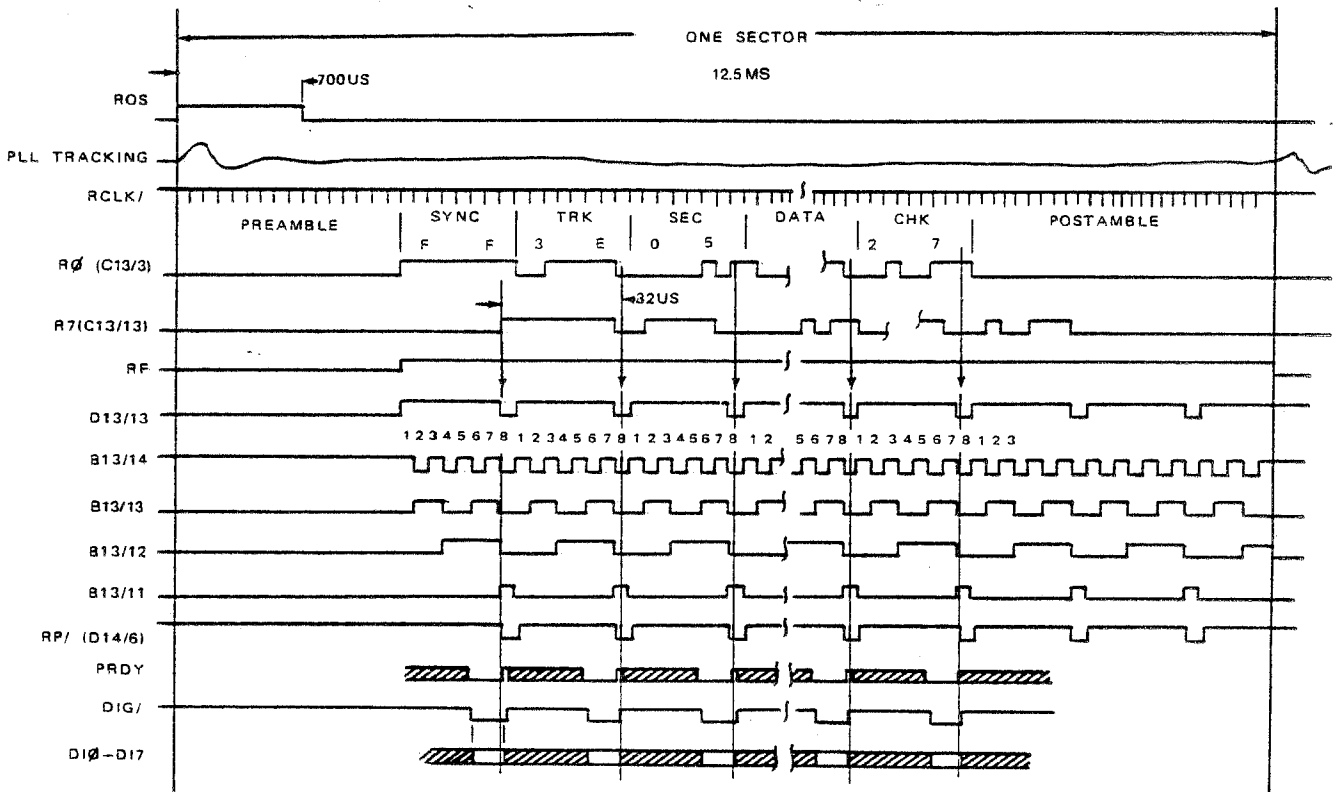 ONE SECTOR
12.5 MS
700US
ROS
PLL TRACKING
RCLK/
PREAMBLE SYNC TRK SEC DATA CHK POSTAMBLE
F F 3 E 0 5 2 7
RØ (C13/3)
32US
R7(C13/13)
RF
D13/13
1 2 3 4 5 6 7 8 1 2 3 4 5 6 7 8 1 2 3 4 5 6 7 8 1 2 5 6 7 8 1 2 3 4 5 6 7 8 1 2 3
B13/14
B13/13
B13/12
B13/11
RP/ (D14/6)
PRDY
DIG/
DIØ-DI7